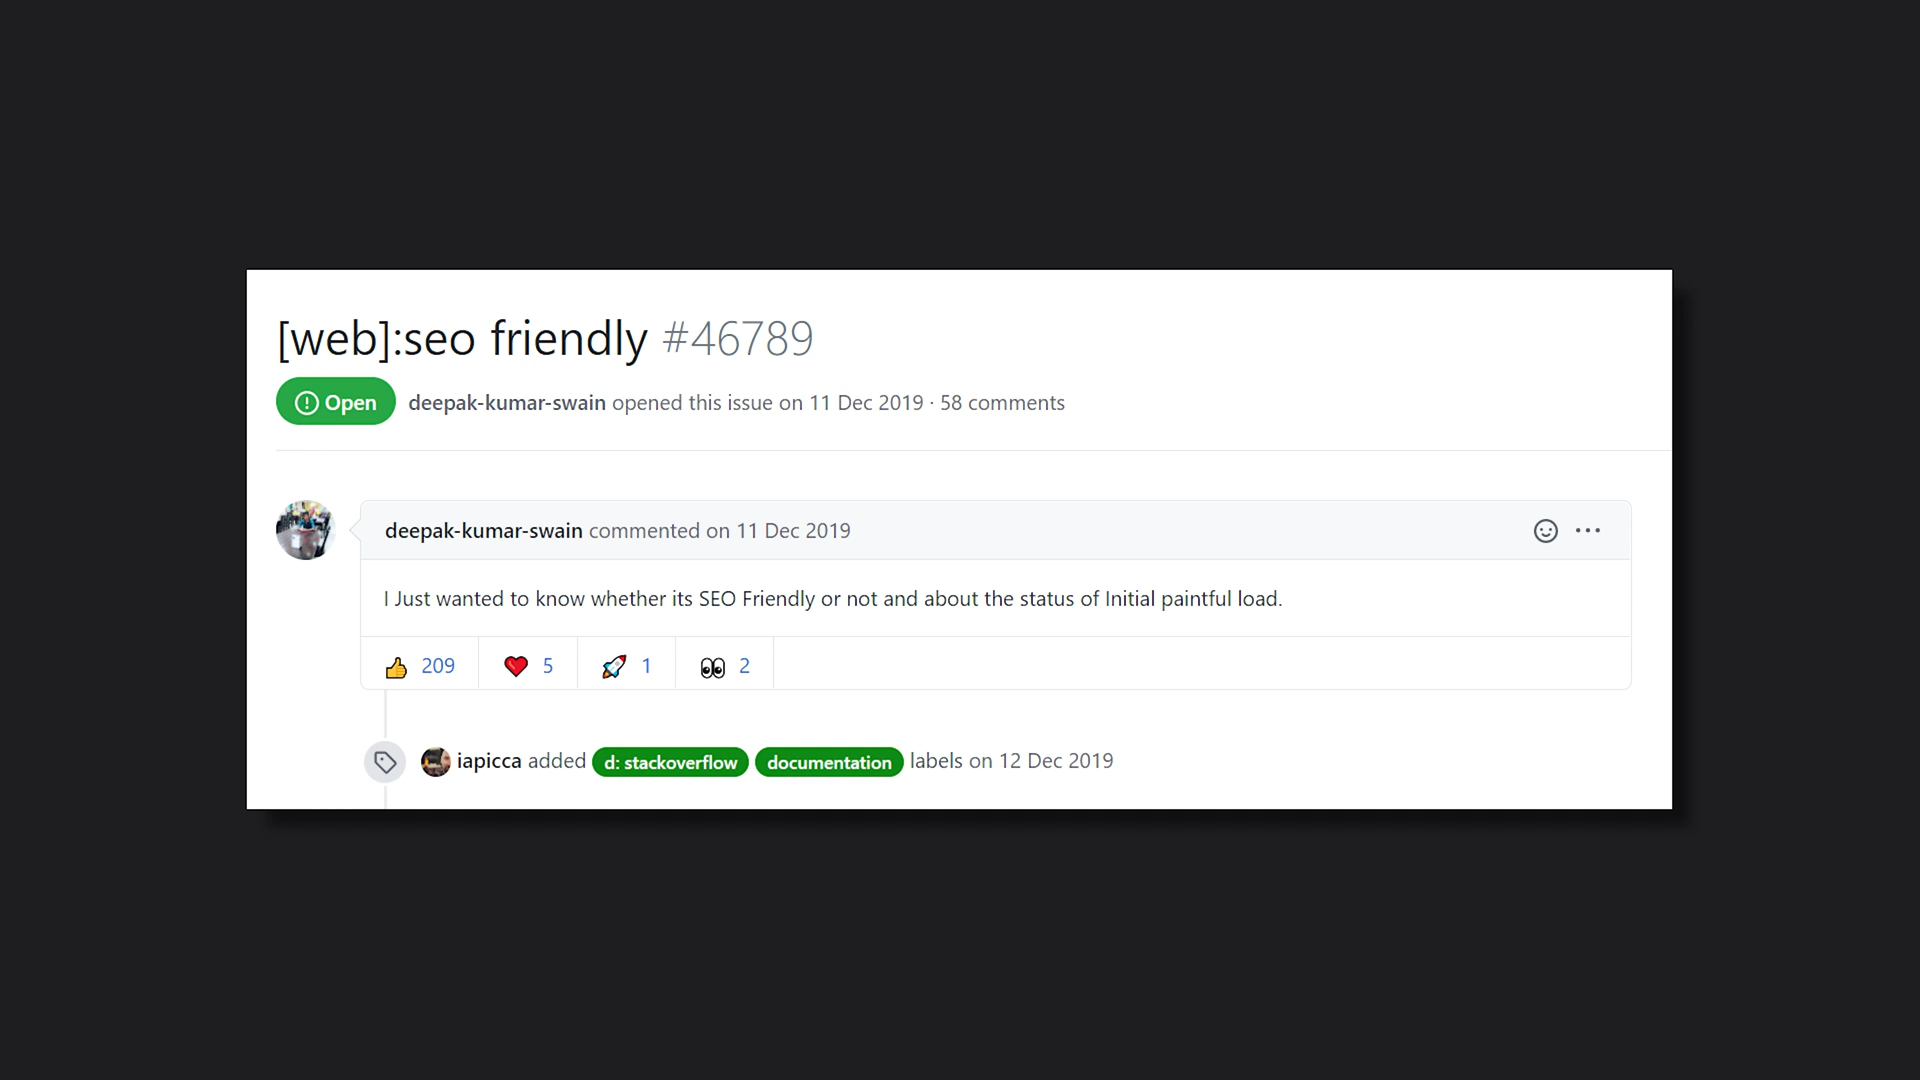 [web]:seo friendly #46789
Open deepak-kumar-swain opened this issue on 11 Dec 2019 · 58 comments
deepak-kumar-swain commented on 11 Dec 2019
I Just wanted to know whether its SEO Friendly or not and about the status of Initial paintful load.
👍 209 ❤️ 5 🚀 1 👀 2
iapicca added d: stackoverflow documentation labels on 12 Dec 2019